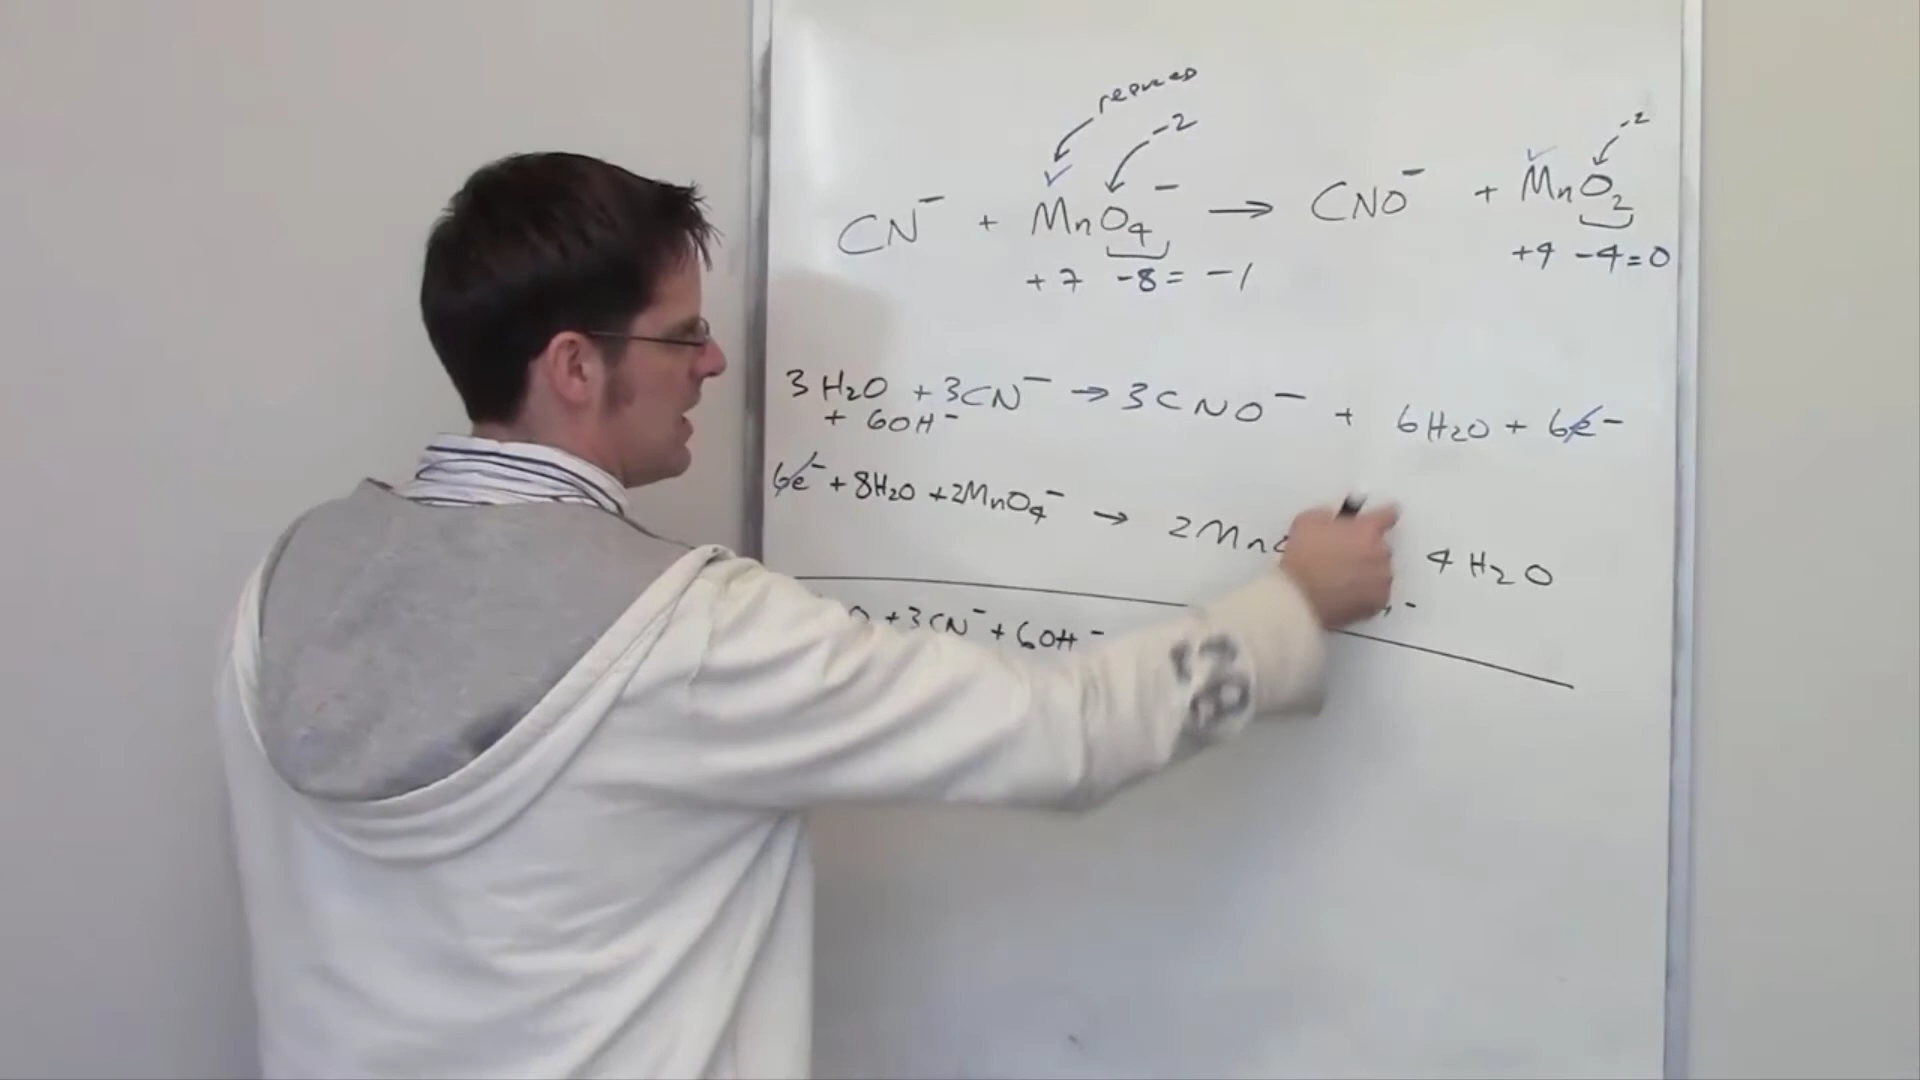 reduced
-2
-2
CN⁻ + MnO₄⁻ → CNO⁻ + MnO₂
+7 -8 = -1
+4 -4 = 0
3H₂O + 3CN⁻ → 3CNO⁻ + 6H₂O + 6e⁻
+ 6OH⁻
6e⁻ + 8H₂O + 2MnO₄⁻ → 2Mn 4H₂O
+3CN⁻ + 6OH⁻